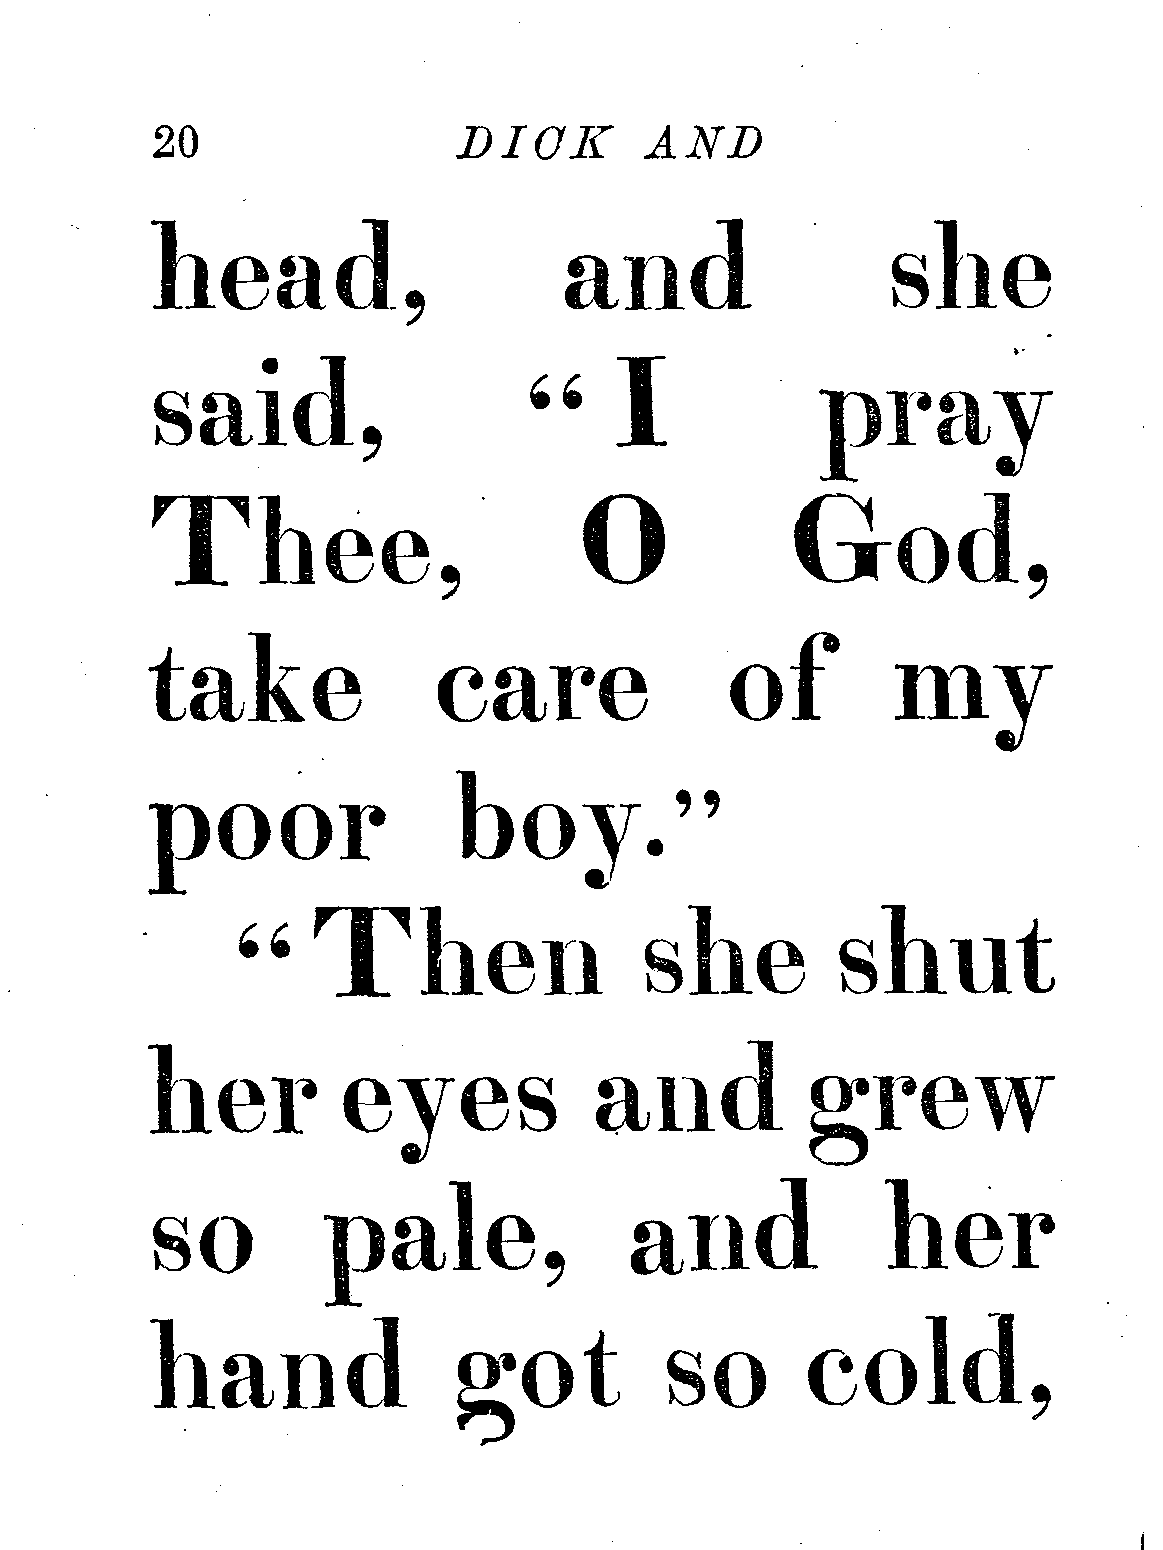 20 DICK AND
head, and she
said, “I pray
Thee, O God,
take care of my
poor boy.”
“Then she shut
her eyes and grew
so pale, and her
hand got so cold,